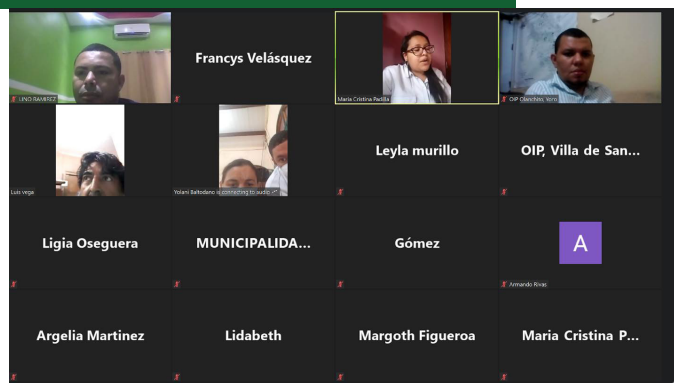 LINO RAMIREZ
Francys Velásquez
Maria Cristina Padilla
OIP Olanchito, Yoro
Luis vega
Yolani Baltodano is connecting to audio
Leyla murillo
OIP, Villa de San...
Ligia Oseguera
MUNICIPALIDA...
Gómez
A
Armando Rivas
Argelia Martinez
Lidabeth
Margoth Figueroa
Maria Cristina P...